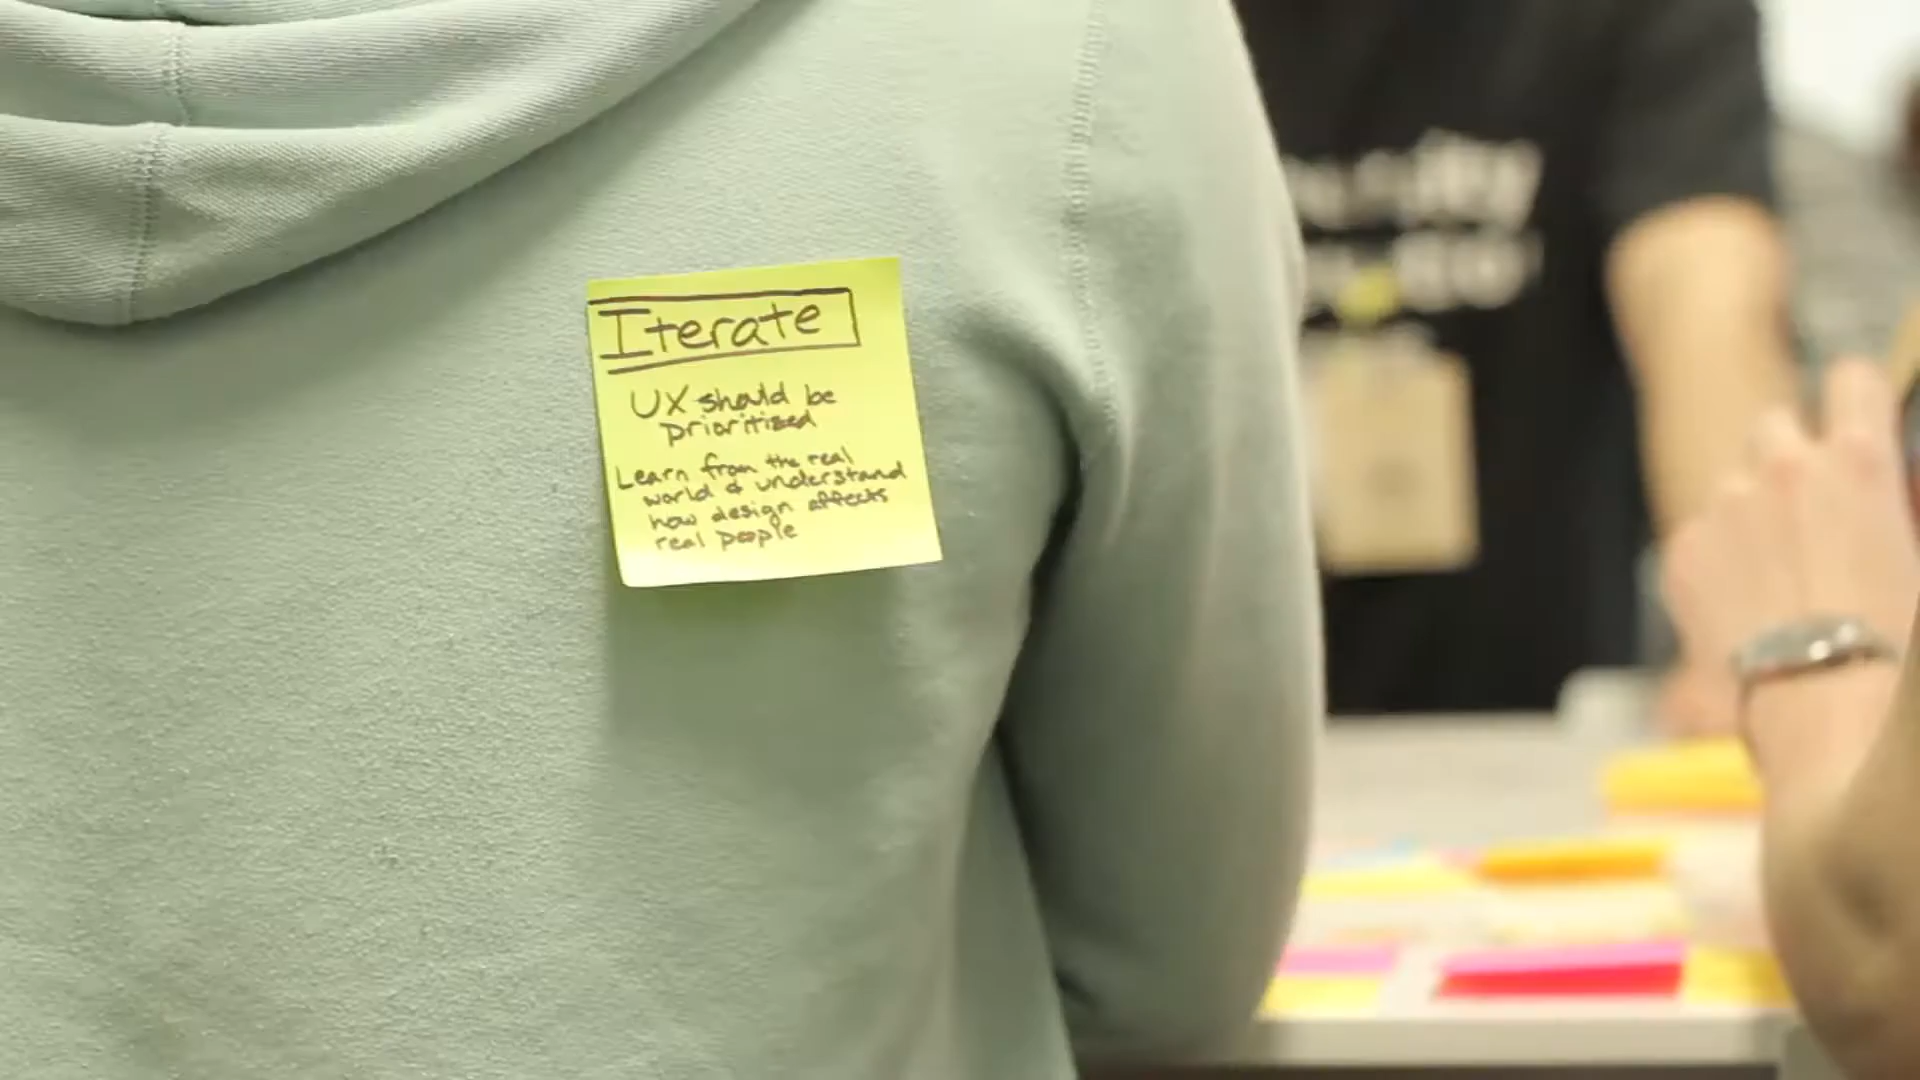 Iterate
UX should be
prioritized
Learn from the real
world & understand
how design affects
real people